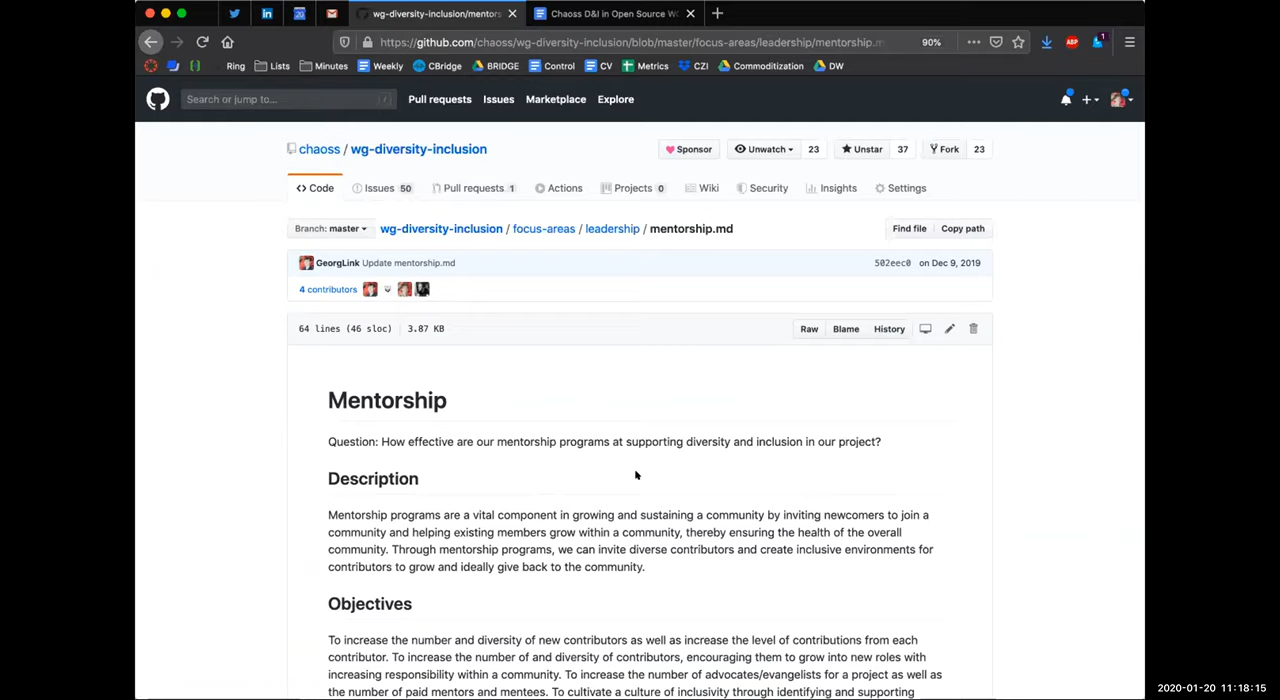 wg-diversity-inclusion/mentors
Chaoss D&I in Open Source WG
https://github.com/chaoss/wg-diversity-inclusion/blob/master/focus-areas/leadership/mentorship.m
90%
1
Ring
Lists
Minutes
Weekly
CBridge
BRIDGE
Control
CV
Metrics
CZI
Commoditization
DW
Search or jump to...
/
Pull requests
Issues
Marketplace
Explore
chaoss / wg-diversity-inclusion
Sponsor
Unwatch
23
Unstar
37
Fork
23
Code
Issues 50
Pull requests 1
Actions
Projects 0
Wiki
Security
Insights
Settings
Branch: master
wg-diversity-inclusion / focus-areas / leadership / mentorship.md
Find file
Copy path
GeorgLink Update mentorship.md
502eec0 on Dec 9, 2019
4 contributors
64 lines (46 sloc)
3.87 KB
Raw
Blame
History
Mentorship
Question: How effective are our mentorship programs at supporting diversity and inclusion in our project?
Description
Mentorship programs are a vital component in growing and sustaining a community by inviting newcomers to join a
community and helping existing members grow within a community, thereby ensuring the health of the overall
community. Through mentorship programs, we can invite diverse contributors and create inclusive environments for
contributors to grow and ideally give back to the community.
Objectives
To increase the number and diversity of new contributors as well as increase the level of contributions from each
contributor. To increase the number of and diversity of contributors, encouraging them to grow into new roles with
increasing responsibility within a community. To increase the number of advocates/evangelists for a project as well as
the number of paid mentors and mentees. To cultivate a culture of inclusivity through identifying and supporting
2020-01-20 11:18:15